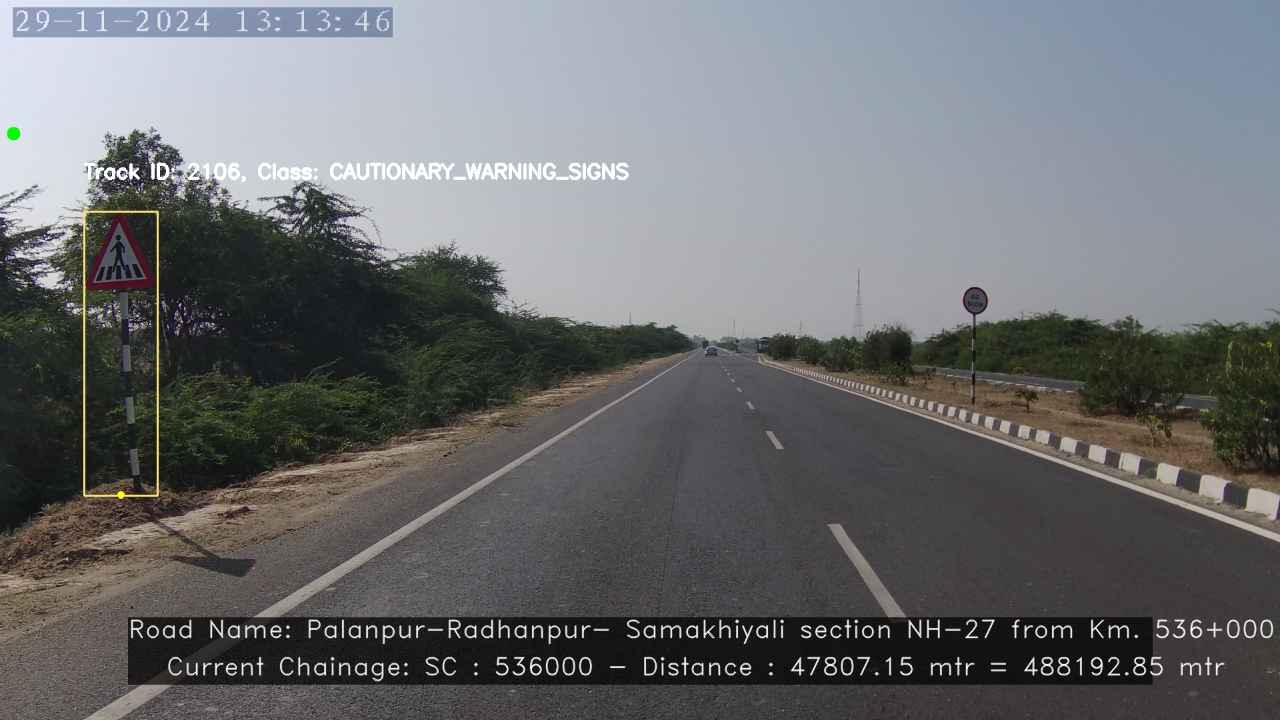 29-11-2024 13:13:46
Track ID: 2106, Class: CAUTIONARY_WARNING_SIGNS
Road Name: Palanpur-Radhanpur- Samakhiyali section NH-27 from Km. 536+000
Current Chainage: SC : 536000 - Distance : 47807.15 mtr = 488192.85 mtr